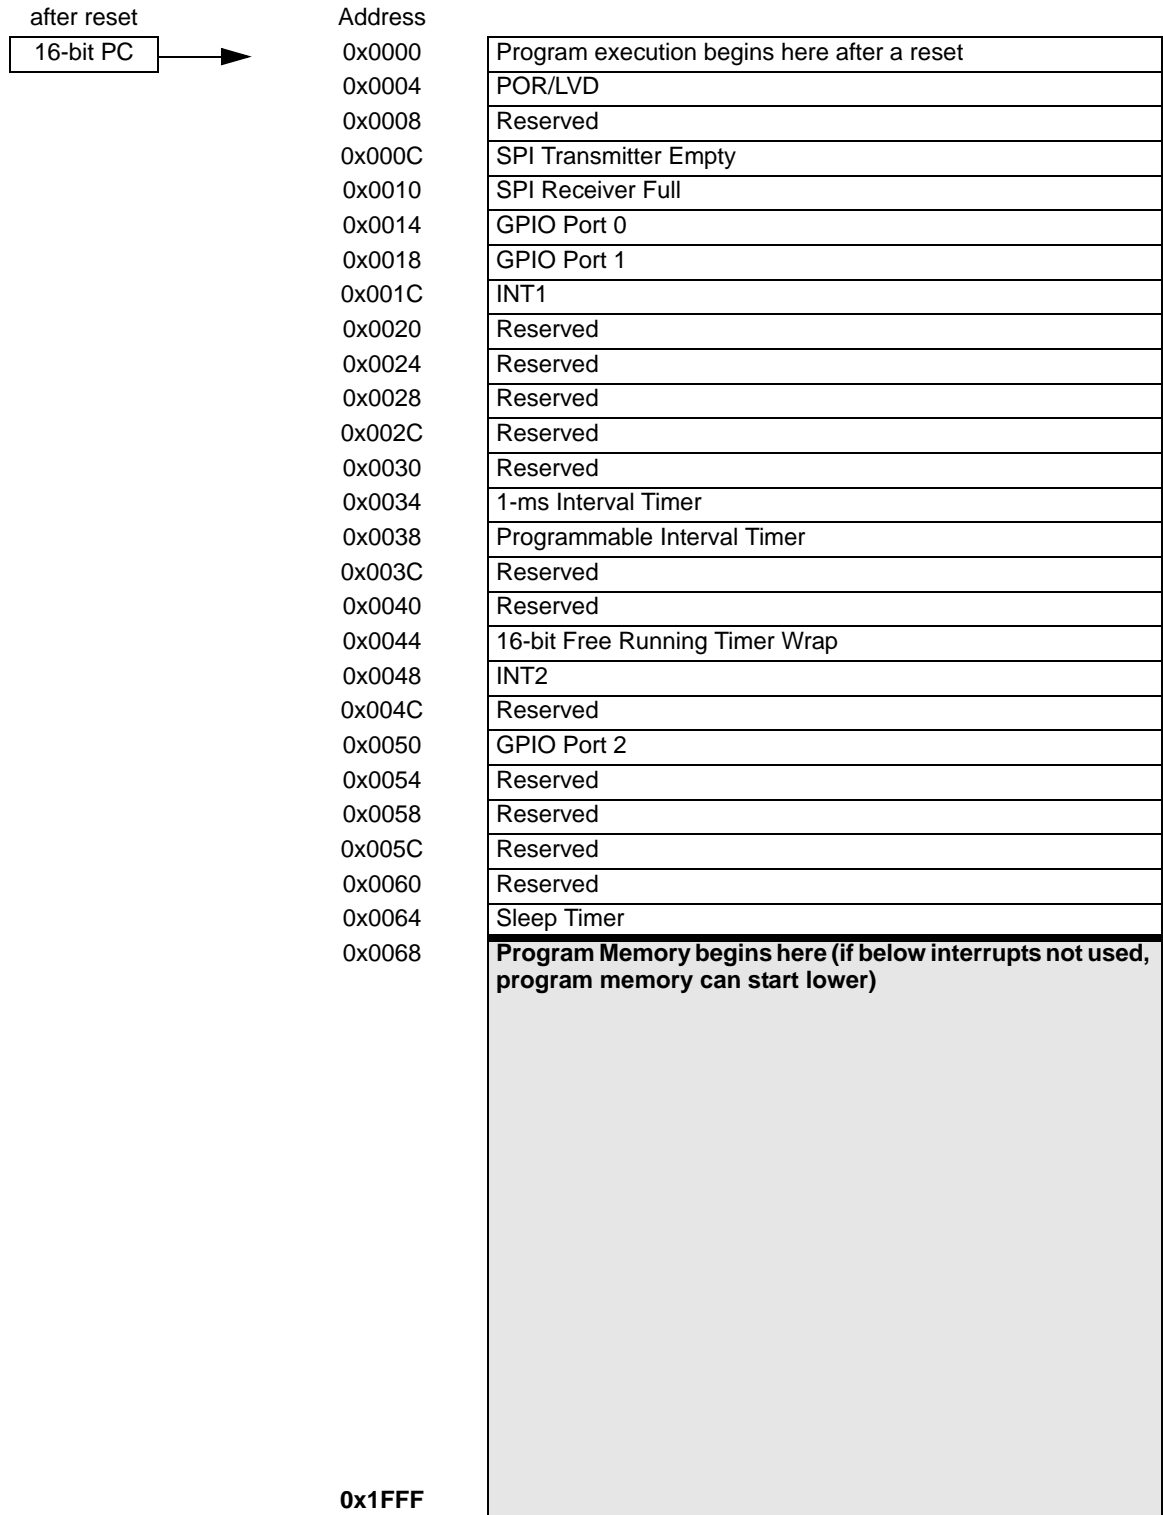 after reset Address
16-bit PC 0x0000 Program execution begins here after a reset
0x0004 POR/LVD
0x0008 Reserved
0x000C SPI Transmitter Empty
0x0010 SPI Receiver Full
0x0014 GPIO Port 0
0x0018 GPIO Port 1
0x001C INT1
0x0020 Reserved
0x0024 Reserved
0x0028 Reserved
0x002C Reserved
0x0030 Reserved
0x0034 1-ms Interval Timer
0x0038 Programmable Interval Timer
0x003C Reserved
0x0040 Reserved
0x0044 16-bit Free Running Timer Wrap
0x0048 INT2
0x004C Reserved
0x0050 GPIO Port 2
0x0054 Reserved
0x0058 Reserved
0x005C Reserved
0x0060 Reserved
0x0064 Sleep Timer
0x0068 Program Memory begins here (if below interrupts not used,
program memory can start lower)
0x1FFF